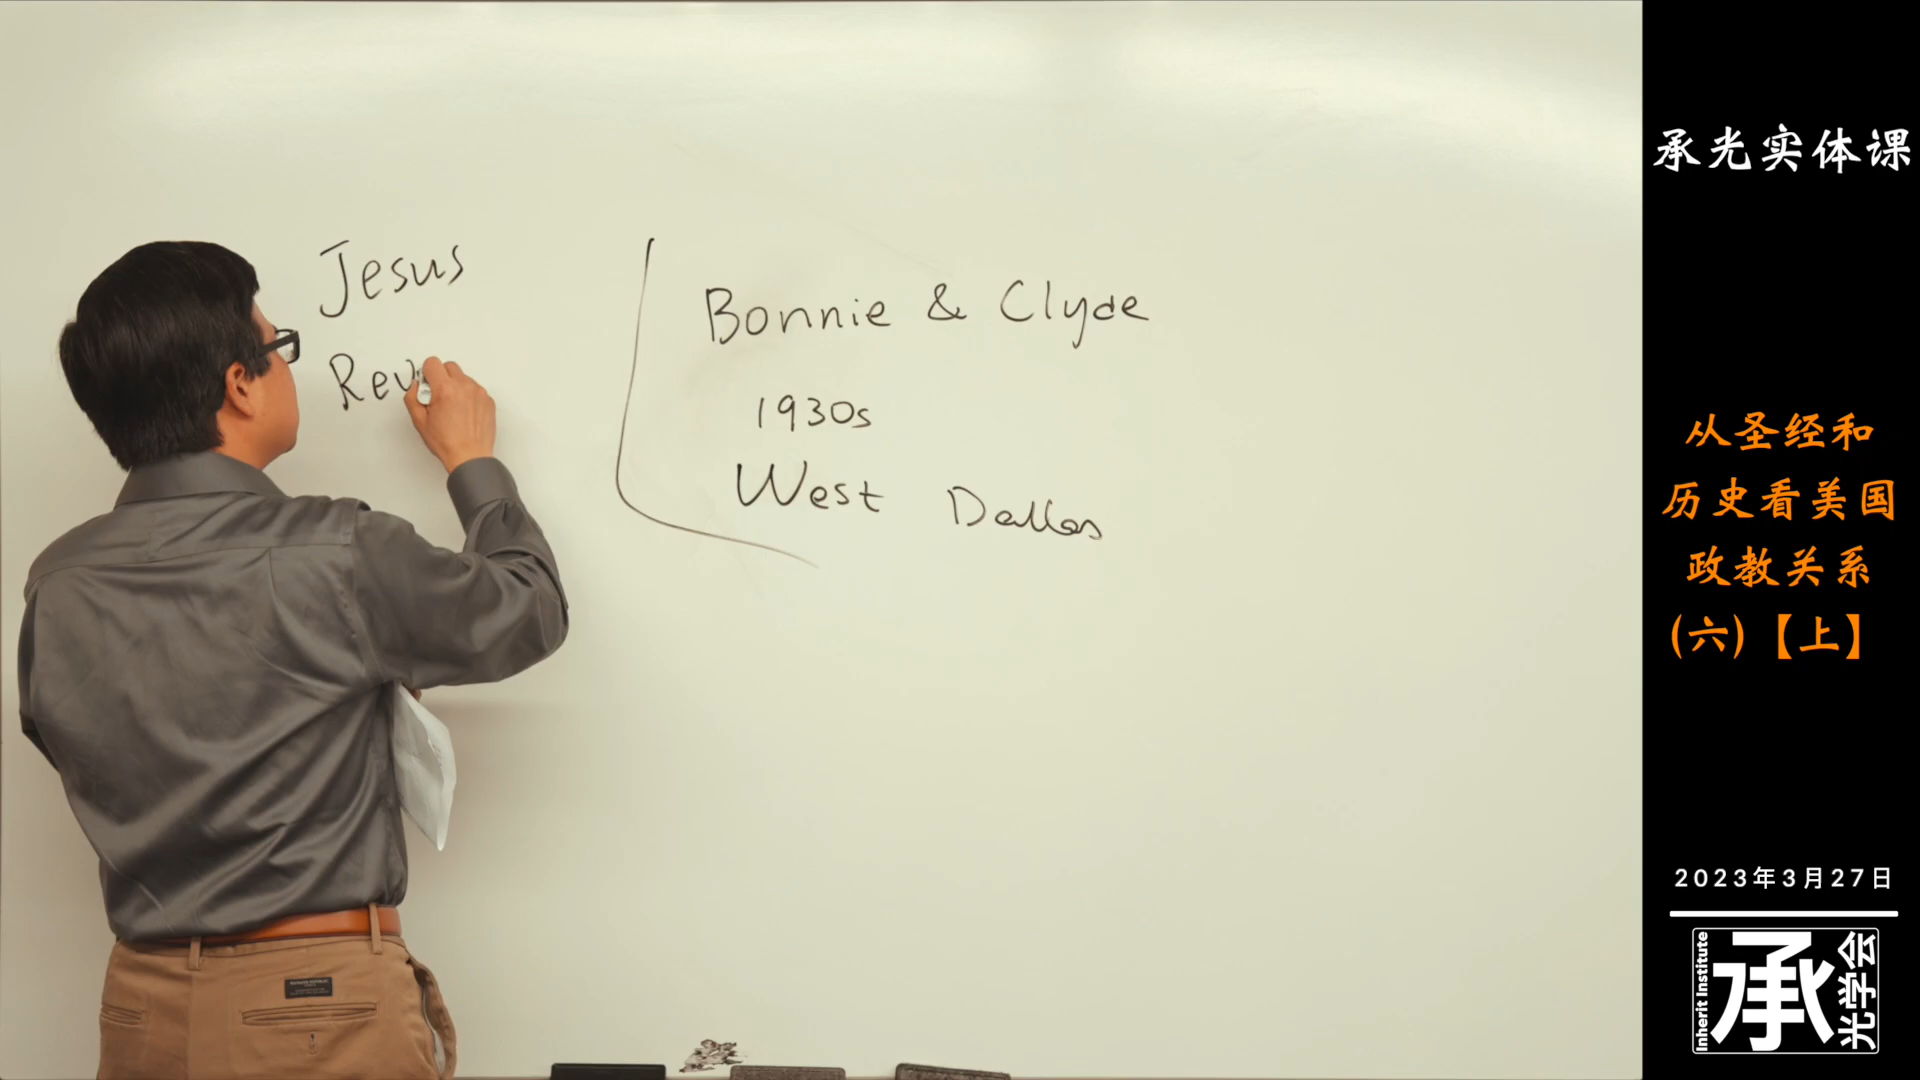 Jesus
Rev
Bonnie & Clyde
1930s
West Dallas
承光实体课
从圣经和
历史看美国
政教关系
(六)【上】
2023年3月27日
Inherit Institute
承
光学会